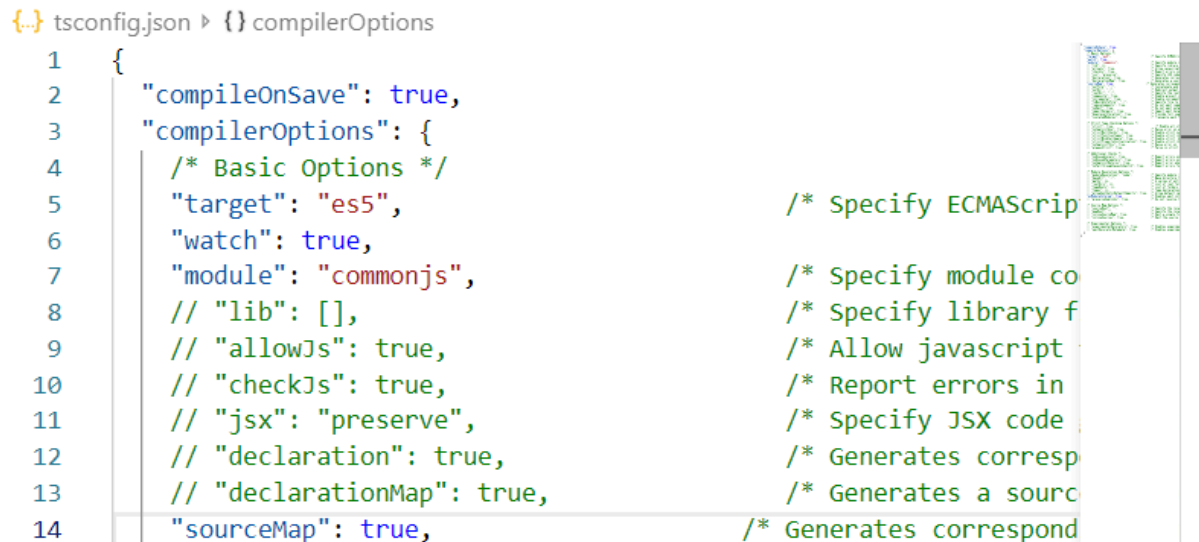 {..} tsconfig.json {} compilerOptions
1 {
2 "compileOnSave": true,
3 "compilerOptions": {
4 /* Basic Options */
5 "target": "es5", /* Specify ECMAScrip
6 "watch": true,
7 "module": "commonjs", /* Specify module co
8 // "lib": [], /* Specify library f
9 // "allowJs": true, /* Allow javascript
10 // "checkJs": true, /* Report errors in
11 // "jsx": "preserve", /* Specify JSX code
12 // "declaration": true, /* Generates corresp
13 // "declarationMap": true, /* Generates a sourc
14 "sourceMap": true, /* Generates correspond